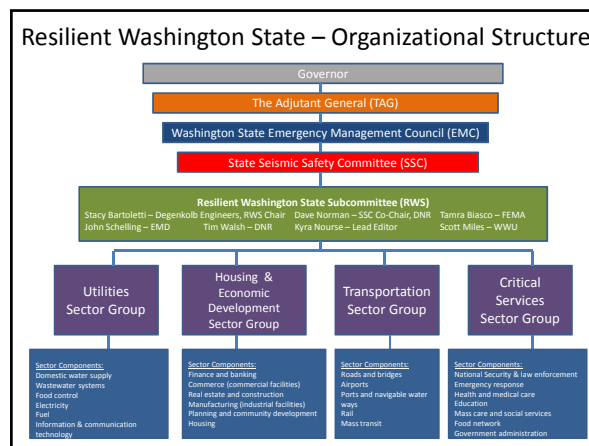 Resilient Washington State – Organizational Structure
Governor
The Adjutant General (TAG)
Washington State Emergency Management Council (EMC)
State Seismic Safety Committee (SSC)
Resilient Washington State Subcommittee (RWS)
Stacy Bartoletti – Degenkolb Engineers, RWS Chair Dave Norman – SSC Co-Chair, DNR Tamra Biasco – FEMA
John Schelling – EMD Tim Walsh – DNR Kyra Nourse – Lead Editor Scott Miles – WWU
Utilities
Sector Group
Housing &
Economic
Development
Sector Group
Transportation
Sector Group
Critical
Services
Sector Group
Sector Components:
Domestic water supply
Wastewater systems
Food control
Electricity
Fuel
Information & communication
technology
Sector Components:
Finance and banking
Commerce (commercial facilities)
Real estate and construction
Manufacturing (industrial facilities)
Planning and community development
Housing
Sector Components:
Roads and bridges
Airports
Ports and navigable water
ways
Rail
Mass transit
Sector Components:
National Security & law enforcement
Emergency response
Health and medical care
Education
Mass care and social services
Food network
Government administration